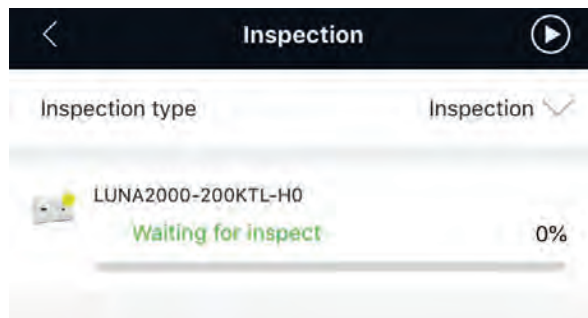 Inspection
Inspection type Inspection
LUNA2000-200KTL-H0
Waiting for inspect 0%